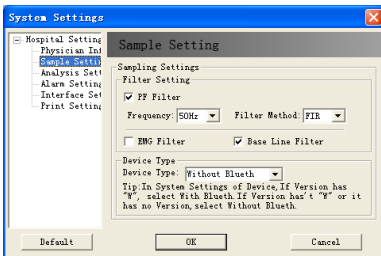 System Settings
Hospital Setting
Physician Inf
Sample Settin
Analysis Sett
Alarm Setting
Interface Set
Print Setting
Sample Setting
Sampling Settings
Filter Setting
PF Filter
Frequency: 50Hz Filter Method: FIR
EMG Filter Base Line Filter
Device Type
Device Type: Without Blueth
Tip:In System Settings of Device,If Version has
"W", select With Blueth.If Version has't "W" or it
has no Version, select Without Blueth.
Default OK Cancel